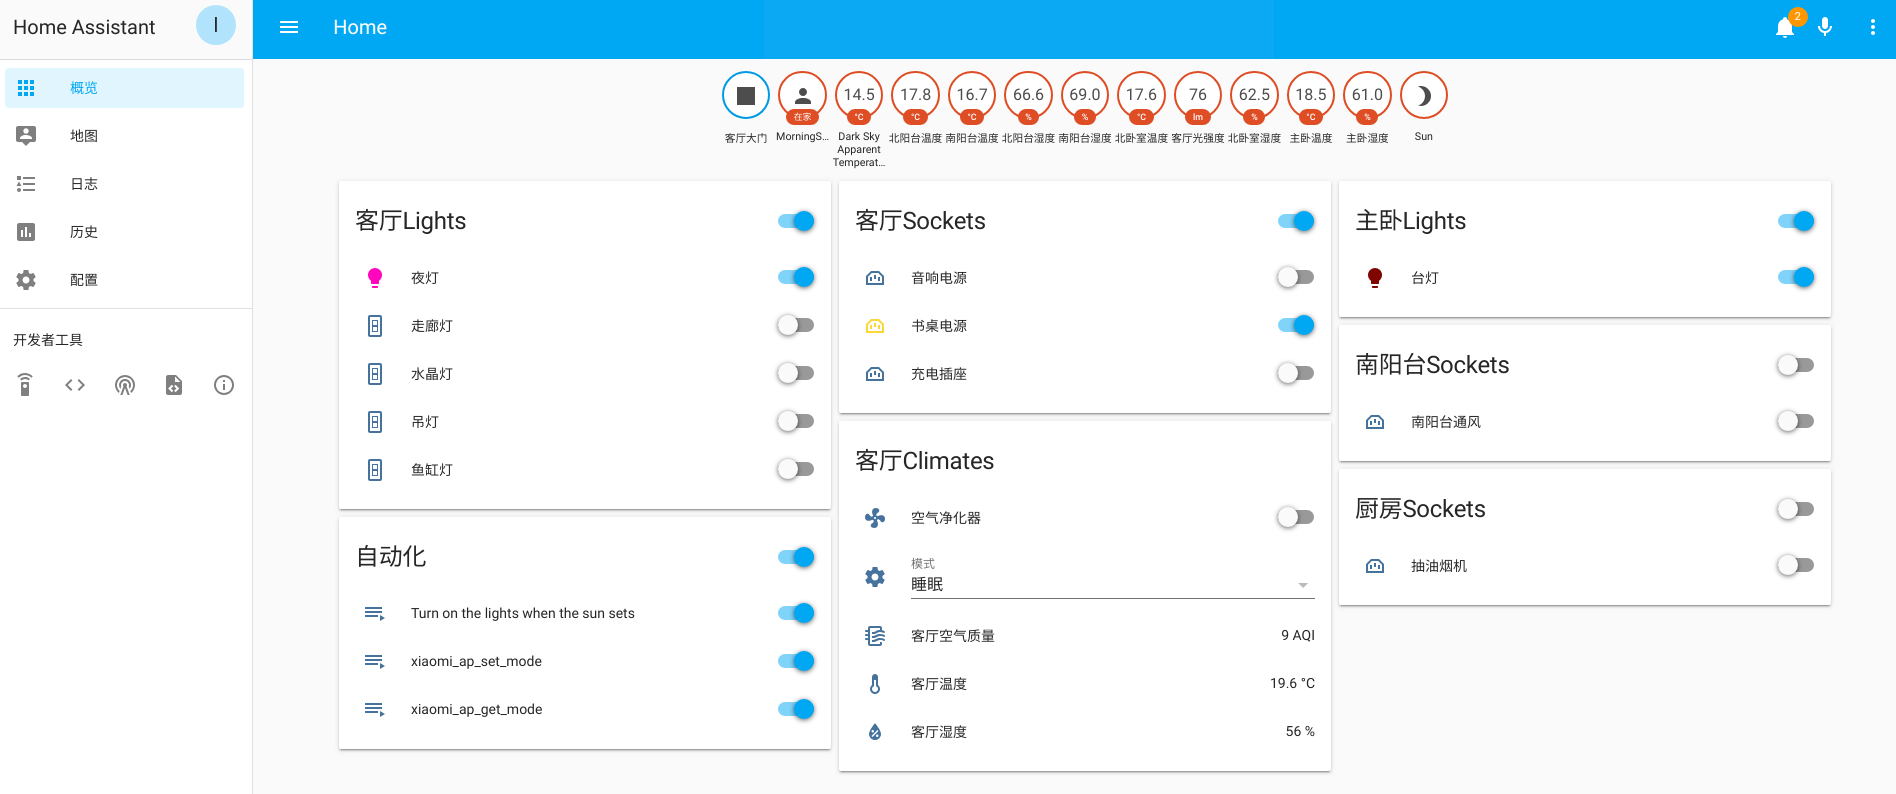 Home Assistant
I
概览
地图
日志
历史
配置
开发者工具
Home
2
14.5
17.8
16.7
66.6
69.0
17.6
76
62.5
18.5
61.0
在家
°C
°C
°C
%
%
°C
lm
%
°C
%
客厅大门
MorningS...
Dark Sky
Apparent
Temperat...
北阳台温度
南阳台温度
北阳台湿度
南阳台湿度
北卧室温度
客厅光强度
北卧室湿度
主卧温度
主卧湿度
Sun
客厅Lights
夜灯
走廊灯
水晶灯
吊灯
鱼缸灯
自动化
Turn on the lights when the sun sets
xiaomi_ap_set_mode
xiaomi_ap_get_mode
客厅Sockets
音响电源
书桌电源
充电插座
客厅Climates
空气净化器
模式
睡眠
客厅空气质量
9 AQI
客厅温度
19.6 °C
客厅湿度
56 %
主卧Lights
台灯
南阳台Sockets
南阳台通风
厨房Sockets
抽油烟机